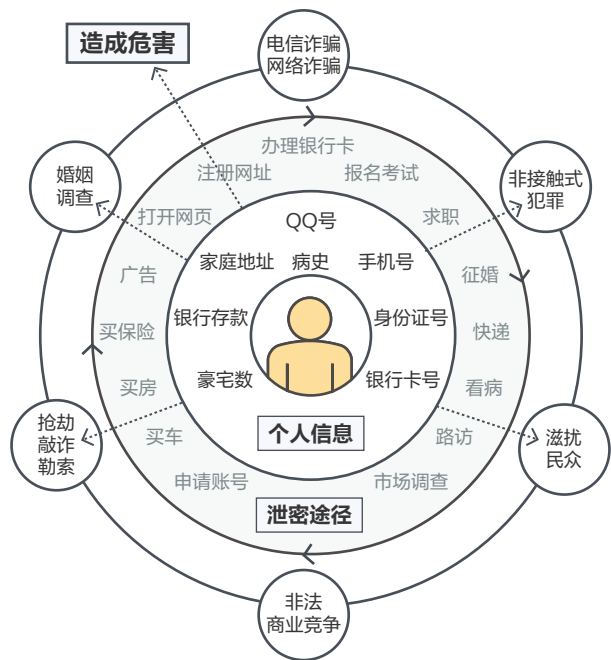 造成危害
电信诈骗
网络诈骗
办理银行卡
注册网址
报名考试
婚姻
调查
非接触式
犯罪
打开网页
QQ号
求职
家庭地址
病史
手机号
广告
征婚
银行存款
身份证号
买保险
快递
豪宅数
银行卡号
买房
看病
抢劫
敲诈
勒索
买车
个人信息
路访
滋扰
民众
申请账号
市场调查
泄密途径
非法
商业竞争